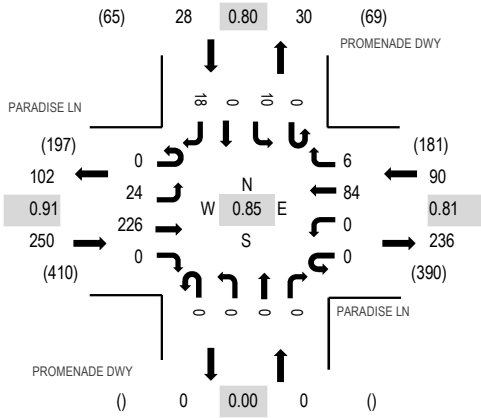 (65) 28 0.80 30 (69)
PROMENADE DWY
PARADISE LN
18 0 10 0
(197) (181)
102 0 6 90
24 N 84
0.91 W 0.85 E 0.81
226 0
250 S 236
0 0
(410) (390)
0 0 0 0
PARADISE LN
PROMENADE DWY
() 0 0.00 0 ()